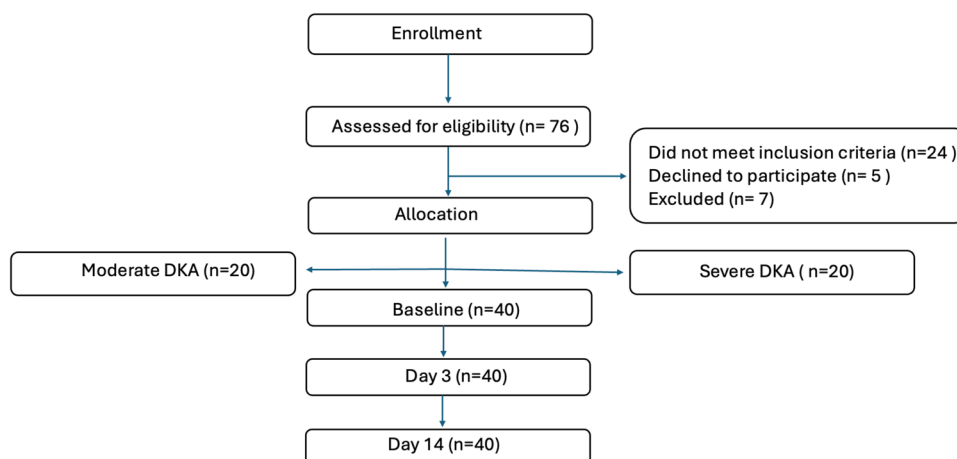 Enrollment
Assessed for eligibility (n= 76 )
Did not meet inclusion criteria (n=24 )
Declined to participate (n= 5 )
Excluded (n= 7)
Allocation
Moderate DKA (n=20)
Severe DKA ( n=20)
Baseline (n=40)
Day 3 (n=40)
Day 14 (n=40)